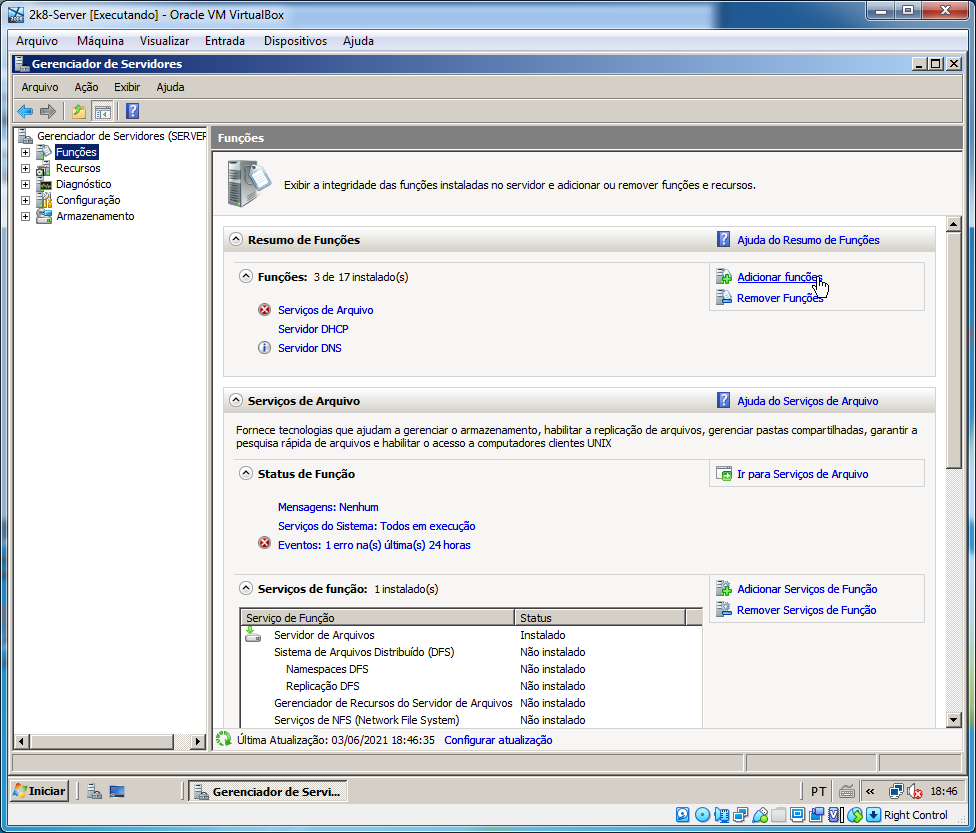 2k8-Server [Executando] - Oracle VM VirtualBox
Arquivo Máquina Visualizar Entrada Dispositivos Ajuda
Gerenciador de Servidores
Arquivo Ação Exibir Ajuda
Gerenciador de Servidores (SERVER
Funções
Recursos
Diagnóstico
Configuração
Armazenamento
Funções
Exibir a integridade das funções instaladas no servidor e adicionar ou remover funções e recursos.
Resumo de Funções
Ajuda do Resumo de Funções
Funções: 3 de 17 instalado(s)
Adicionar funções
Remover Funções
Serviços de Arquivo
Servidor DHCP
Servidor DNS
Serviços de Arquivo
Ajuda do Serviços de Arquivo
Fornece tecnologias que ajudam a gerenciar o armazenamento, habilitar a replicação de arquivos, gerenciar pastas compartilhadas, garantir a
pesquisa rápida de arquivos e habilitar o acesso a computadores clientes UNIX
Status de Função
Ir para Serviços de Arquivo
Mensagens: Nenhum
Serviços do Sistema: Todos em execução
Eventos: 1 erro na(s) última(s) 24 horas
Serviços de função: 1 instalado(s)
Adicionar Serviços de Função
Remover Serviços de Função
Serviço de Função Status
Servidor de Arquivos Instalado
Sistema de Arquivos Distribuído (DFS) Não instalado
Namespaces DFS Não instalado
Replicação DFS Não instalado
Gerenciador de Recursos do Servidor de Arquivos Não instalado
Serviços de NFS (Network File System) Não instalado
Última Atualização: 03/06/2021 18:46:35 Configurar atualização
Iniciar
Gerenciador de Servi...
PT
«
18:46
Right Control